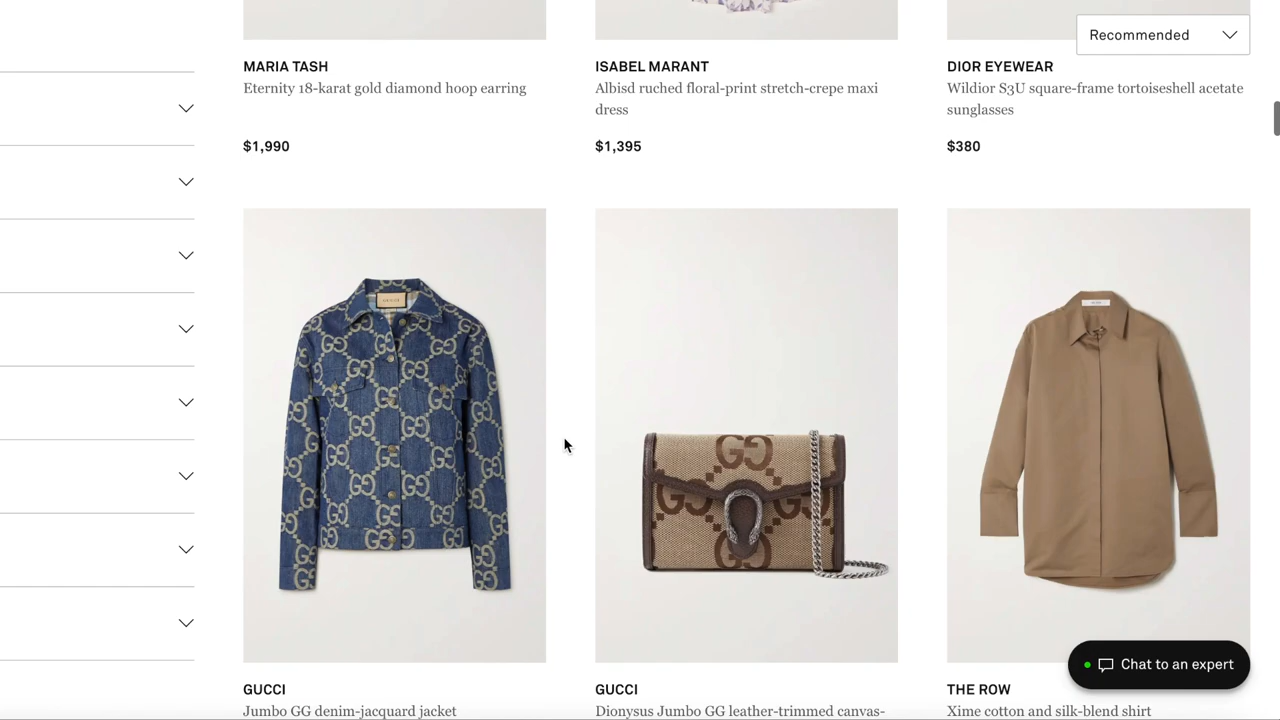 Recommended
MARIA TASH
Eternity 18-karat gold diamond hoop earring
$1,990
ISABEL MARANT
Albisd ruched floral-print stretch-crepe maxi
dress
$1,395
DIOR EYEWEAR
Wildior S3U square-frame tortoiseshell acetate
sunglasses
$380
GUCCI
Jumbo GG denim-jacquard jacket
GUCCI
Dionysus Jumbo GG leather-trimmed canvas-
THE ROW
Xime cotton and silk-blend shirt
Chat to an expert